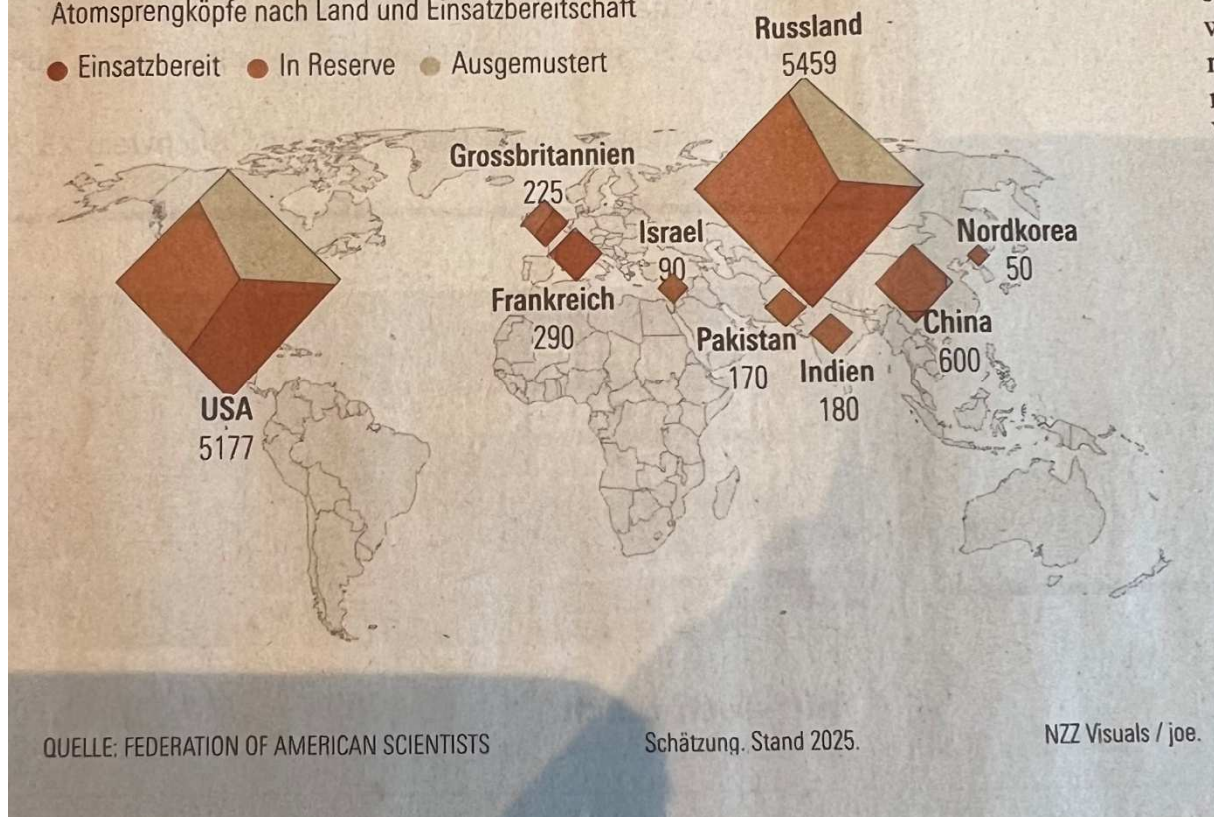 Atomsprengköpfe nach Land und Einsatzbereitschaft
Einsatzbereit In Reserve Ausgemustert
Russland
5459
Grossbritannien
225
Israel
90
Nordkorea
50
Frankreich
290
Pakistan
170
Indien
180
China
600
USA
5177
QUELLE: FEDERATION OF AMERICAN SCIENTISTS
Schätzung. Stand 2025.
NZZ Visuals / joe.